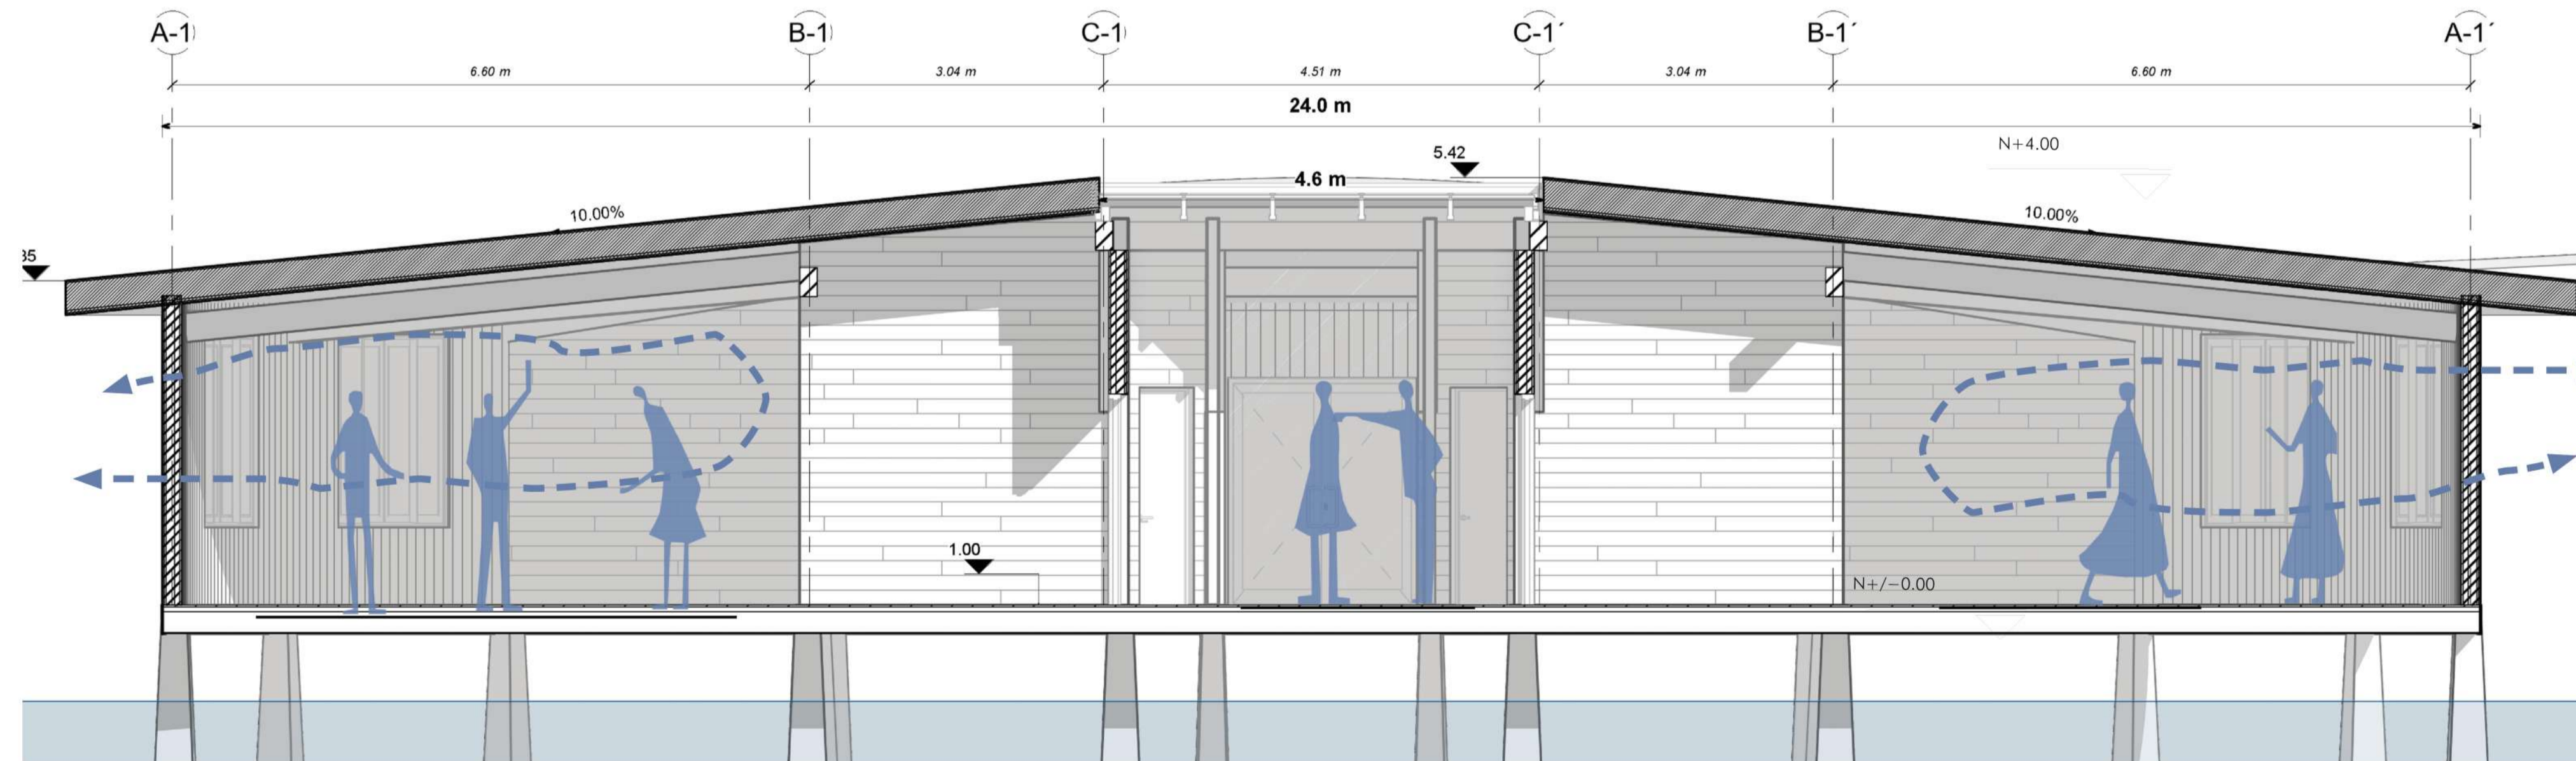 A-1 B-1 C-1 C-1´ B-1´ A-1´
6.60 m 3.04 m 4.51 m 3.04 m 6.60 m
24.0 m
N+4.00
5.42
4.6 m
10.00% 10.00%
35
1.00
N+/−0.00